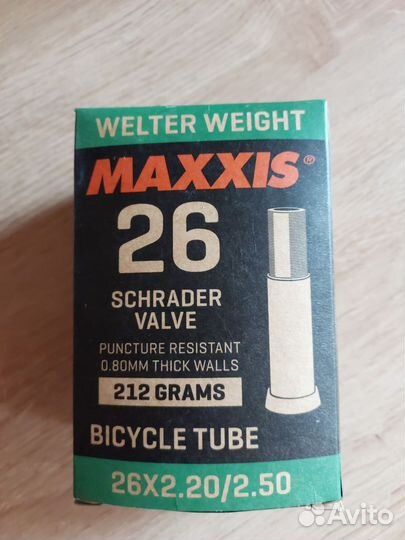 WELTER WEIGHT
MAXXIS®
26
SCHRADER
VALVE
PUNCTURE RESISTANT
0.80MM THICK WALLS
212 GRAMS
BICYCLE TUBE
26X2.20/2.50
Avito